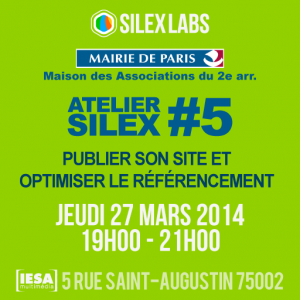 SILEX LABS
MAIRIE DE PARIS
Maison des Associations du 2e arr.
ATELIER
SILEX #5
PUBLIER SON SITE ET
OPTIMISER LE RÉFÉRENCEMENT
JEUDI 27 MARS 2014
19H00 - 21H00
[IESA
multimédia
5 RUE SAINT-AUGUSTIN 75002